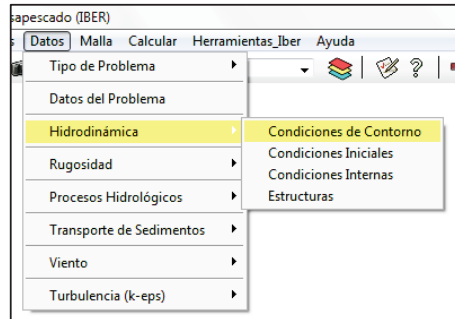 sapescado (IBER)
s Datos Malla Calcular Herramientas_Iber Ayuda
Tipo de Problema
Datos del Problema
Hidrodinámica
Condiciones de Contorno
Condiciones Iniciales
Condiciones Internas
Estructuras
Rugosidad
Procesos Hidrológicos
Transporte de Sedimentos
Viento
Turbulencia (k-eps)